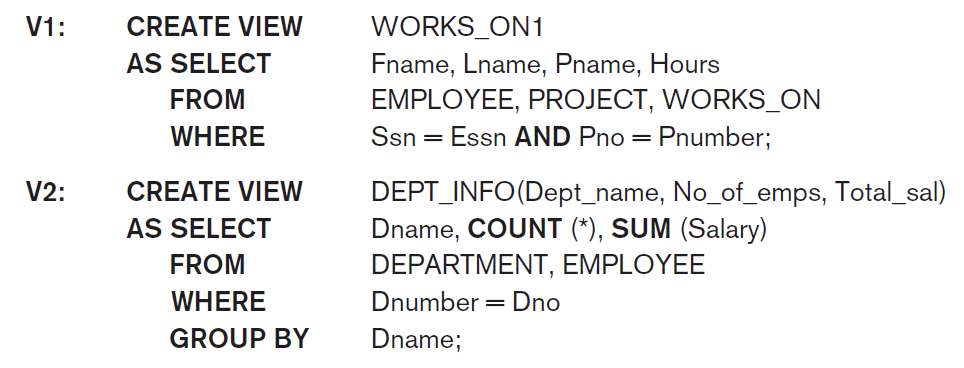 V1: CREATE VIEW WORKS_ON1
AS SELECT Fname, Lname, Pname, Hours
FROM EMPLOYEE, PROJECT, WORKS_ON
WHERE Ssn = Essn AND Pno = Pnumber;
V2: CREATE VIEW DEPT_INFO(Dept_name, No_of_emps, Total_sal)
AS SELECT Dname, COUNT (*), SUM (Salary)
FROM DEPARTMENT, EMPLOYEE
WHERE Dnumber = Dno
GROUP BY Dname;